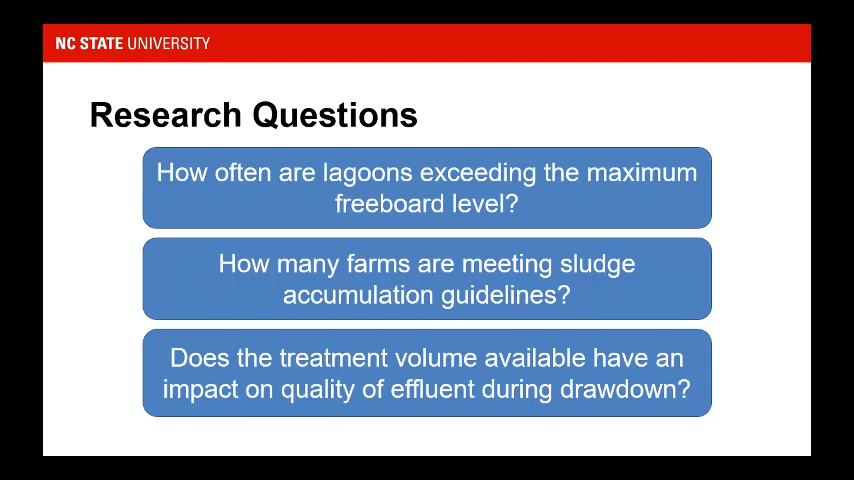 NC STATE UNIVERSITY
Research Questions
How often are lagoons exceeding the maximum
freeboard level?
How many farms are meeting sludge
accumulation guidelines?
Does the treatment volume available have an
impact on quality of effluent during drawdown?